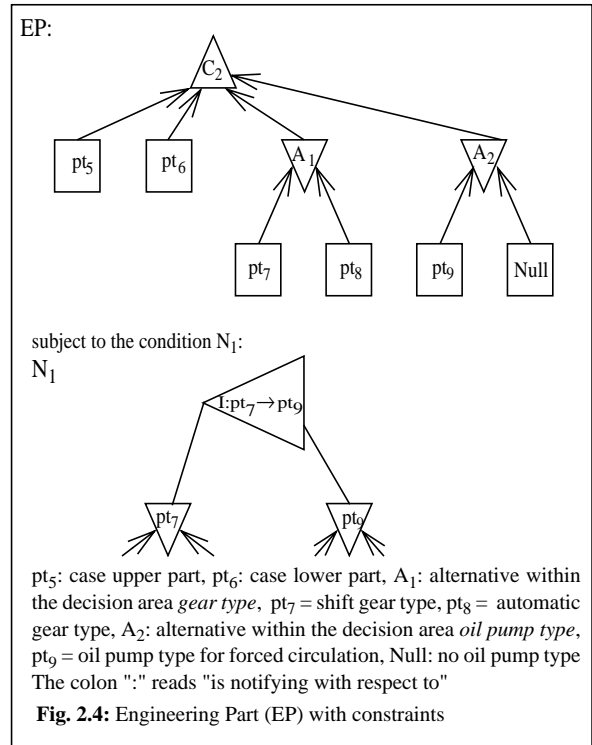 EP:
C2
pt5 pt6 A1 A2
pt7 pt8 pt9 Null
subject to the condition N1:
N1
I:pt7→pt9
pt7 pt9
pt5: case upper part, pt6: case lower part, A1: alternative within
the decision area gear type, pt7 = shift gear type, pt8 = automatic
gear type, A2: alternative within the decision area oil pump type,
pt9 = oil pump type for forced circulation, Null: no oil pump type
The colon ":" reads "is notifying with respect to"
Fig. 2.4: Engineering Part (EP) with constraints